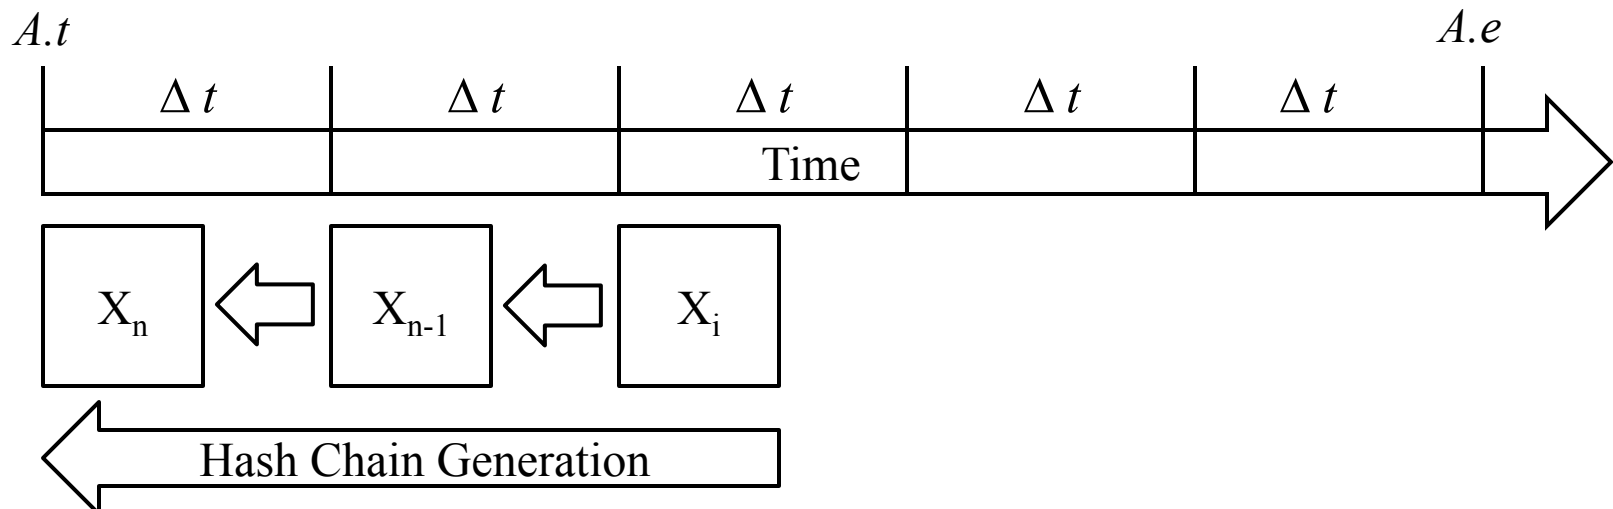 A.t A.e
Δ t Δ t Δ t Δ t Δ t
Time
Xn Xn-1 Xi
Hash Chain Generation